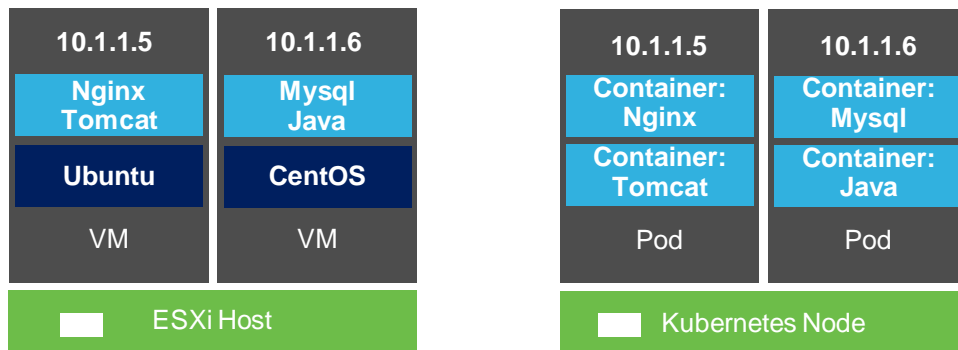 10.1.1.5
Nginx
Tomcat
Ubuntu
VM
10.1.1.6
Mysql
Java
CentOS
VM
ESXi Host
10.1.1.5
Container:
Nginx
Container:
Tomcat
Pod
10.1.1.6
Container:
Mysql
Container:
Java
Pod
Kubernetes Node